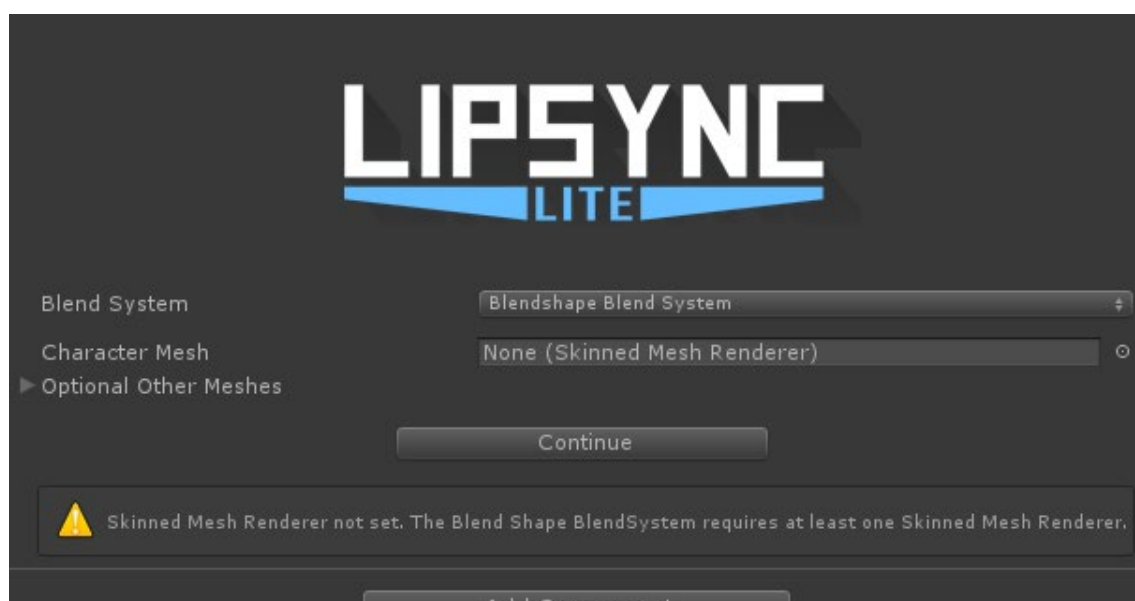 LIPSYNC
LITE
Blend System Blendshape Blend System
Character Mesh None (Skinned Mesh Renderer)
Optional Other Meshes
Continue
Skinned Mesh Renderer not set. The Blend Shape BlendSystem requires at least one Skinned Mesh Renderer.